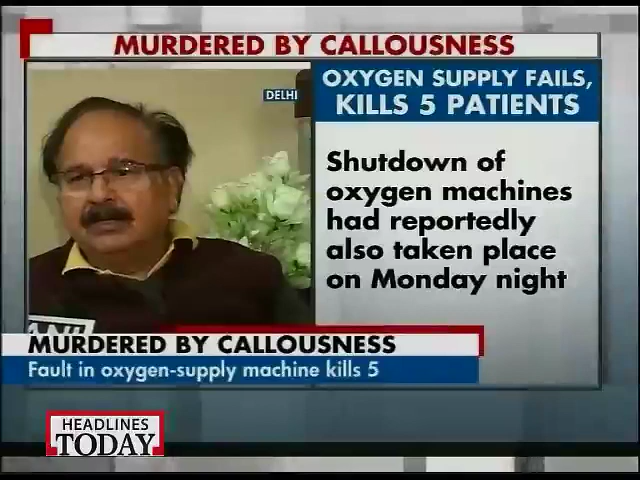 MURDERED BY CALLOUSNESS
DELHI
OXYGEN SUPPLY FAILS,
KILLS 5 PATIENTS
Shutdown of
oxygen machines
had reportedly
also taken place
on Monday night
MURDERED BY CALLOUSNESS
Fault in oxygen-supply machine kills 5
HEADLINES
TODAY